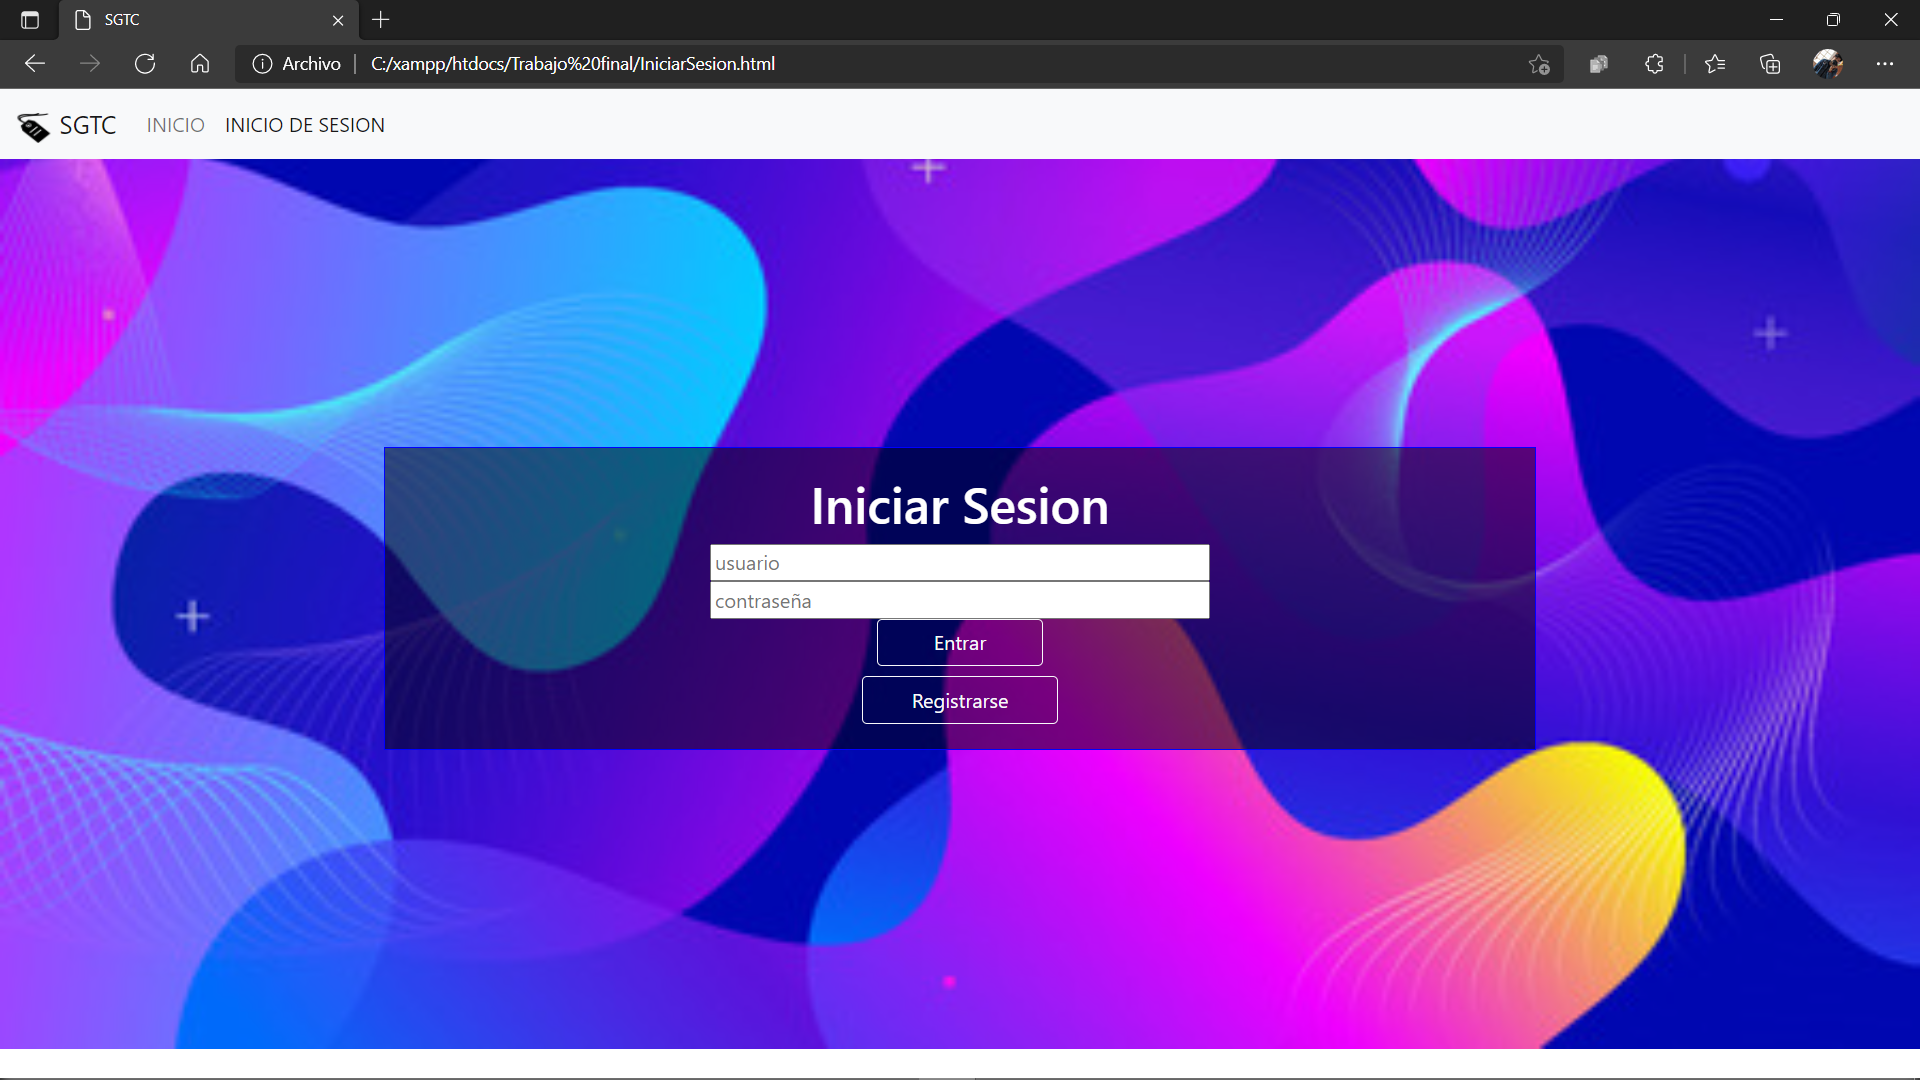 SGTC
Archivo
C:/xampp/htdocs/Trabajo%20final/IniciarSesion.html
SGTC
INICIO
INICIO DE SESION
Iniciar Sesion
usuario
contraseña
Entrar
Registrarse